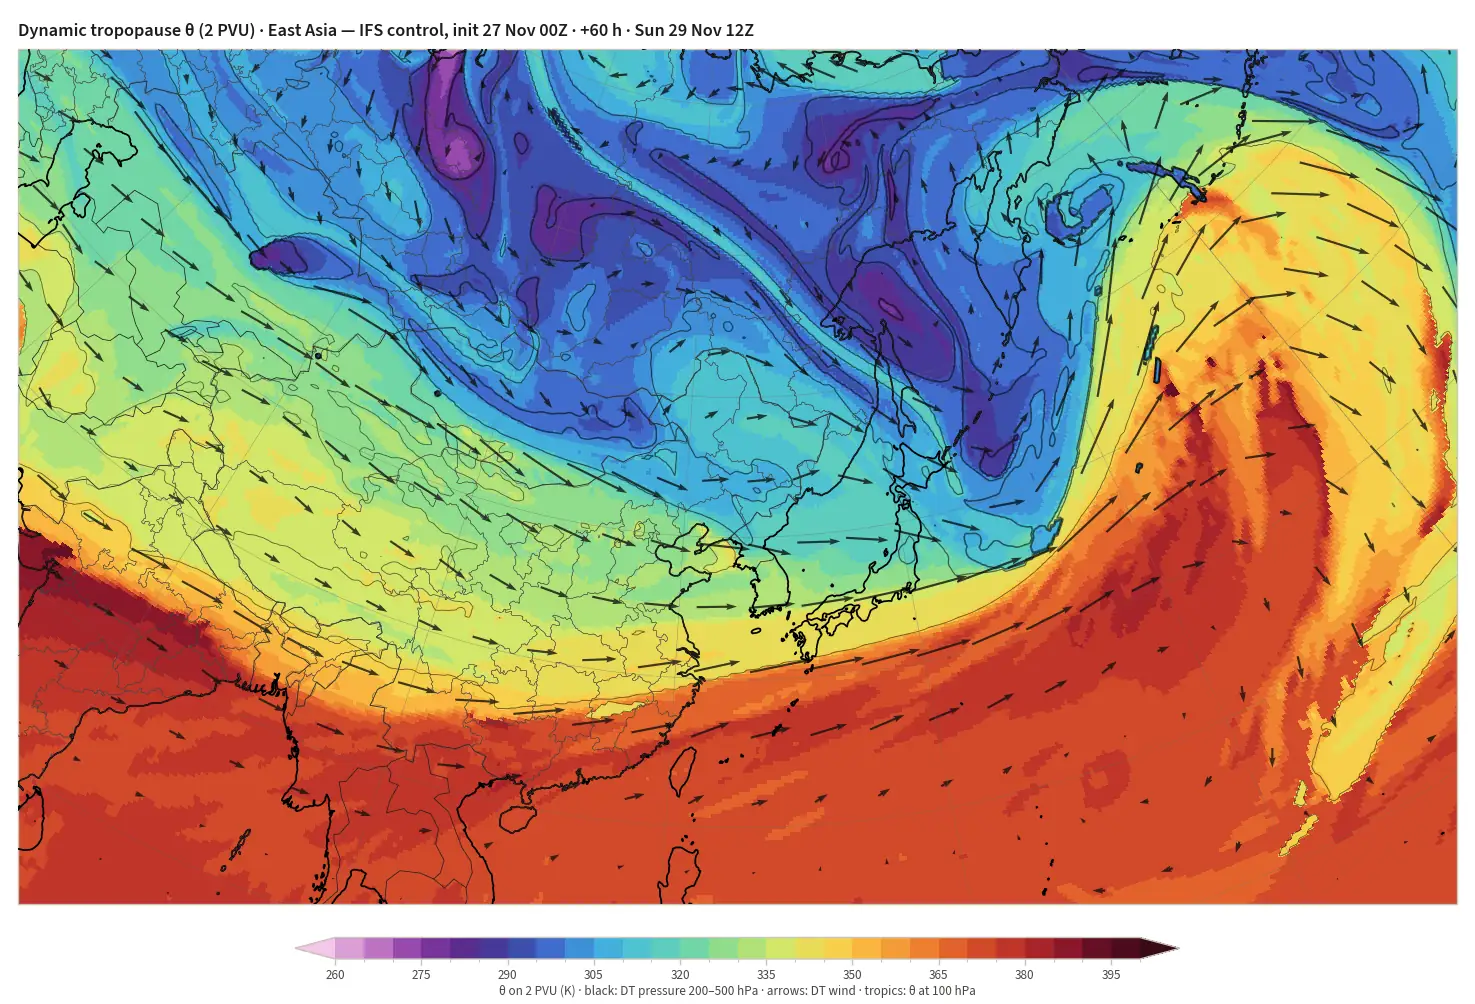 Dynamic tropopause θ (2 PVU) · East Asia — IFS control, init 27 Nov 00Z · +60 h · Sun 29 Nov 12Z
260 275 290 305 320 335 350 365 380 395
θ on 2 PVU (K) · black: DT pressure 200–500 hPa · arrows: DT wind · tropics: θ at 100 hPa